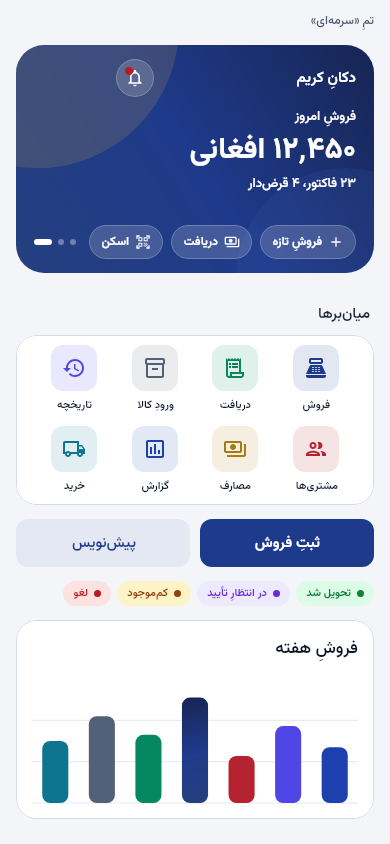 تمِ «سرمه‌ای»
دکانِ کریم
فروشِ امروز
۱۲,۴۵۰ افغانی
۲۳ فاکتور، ۴ قرض‌دار
فروشِ تازه
دریافت
اسکن
میان‌برها
فروش
دریافت
ورودِ کالا
تاریخچه
مشتری‌ها
مصارف
گزارش
خرید
ثبتِ فروش
پیش‌نویس
تحویل شد
در انتظارِ تأیید
کم‌موجود
لغو
فروشِ هفته